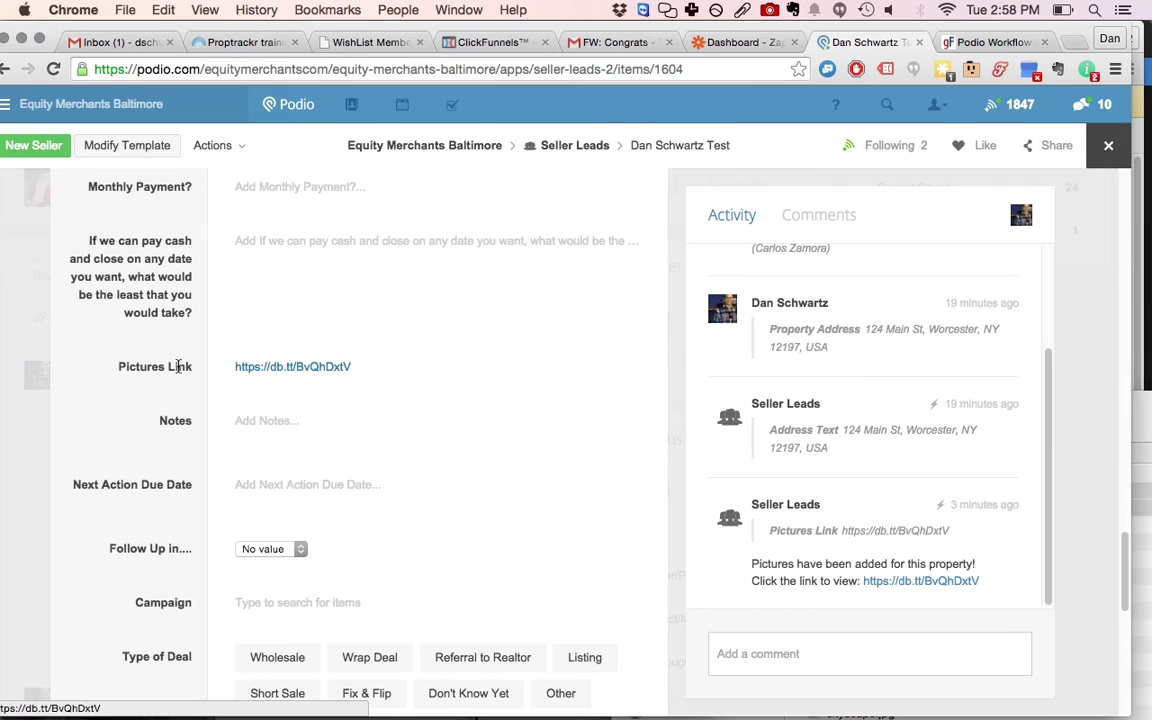 Chrome File Edit View History Bookmarks People Window Help Tue 2:58 PM
Inbox (1) - dsch Proptrackr train WishList Membe ClickFunnels™ - FW: Congrats - Dashboard - Zap Dan Schwartz Te Podio Workflow Dan
https://podio.com/equitymerchantscom/equity-merchants-baltimore/apps/seller-leads-2/items/1604
Equity Merchants Baltimore Podio ? 1847 10
New Seller Modify Template Actions Equity Merchants Baltimore > Seller Leads > Dan Schwartz Test Following 2 Like Share
Monthly Payment? Add Monthly Payment?...
If we can pay cash
and close on any date
you want, what would
be the least that you
would take?
Add If we can pay cash and close on any date you want, what would be the ...
Pictures Link https://db.tt/BvQhDxtV
Notes Add Notes...
Next Action Due Date Add Next Action Due Date...
Follow Up in.... No value
Campaign Type to search for items
Type of Deal Wholesale Wrap Deal Referral to Realtor Listing
Short Sale Fix & Flip Don't Know Yet Other
Activity Comments
(Carlos Zamora)
Dan Schwartz 19 minutes ago
Property Address 124 Main St, Worcester, NY
12197, USA
Seller Leads 19 minutes ago
Address Text 124 Main St, Worcester, NY
12197, USA
Seller Leads 3 minutes ago
Pictures Link https://db.tt/BvQhDxtV
Pictures have been added for this property!
Click the link to view: https://db.tt/BvQhDxtV
Add a comment
24
1
ttps://db.tt/BvQhDxtV